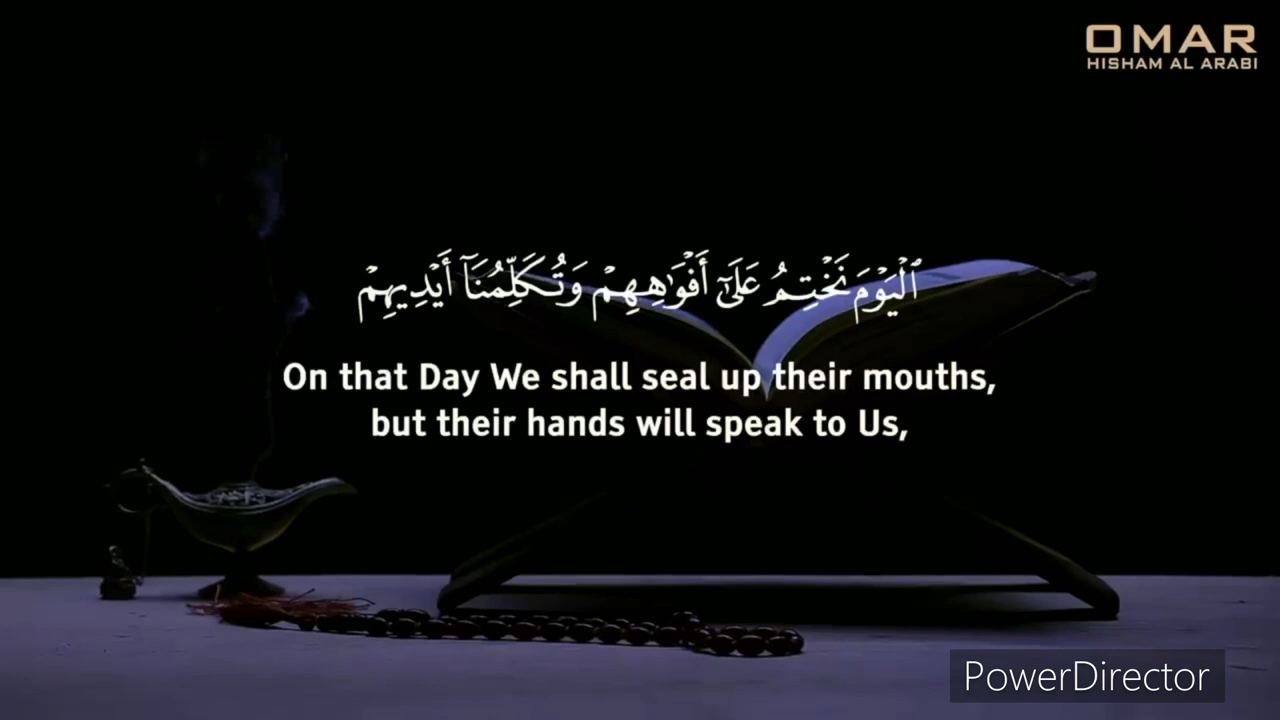 OMAR
HISHAM AL ARABI
ٱلْيَوْمَ نَخْتِمُ عَلَىٰٓ أَفْوَٰهِهِمْ وَتُكَلِّمُنَآ أَيْدِيهِمْ
On that Day We shall seal up their mouths,
but their hands will speak to Us,
PowerDirector